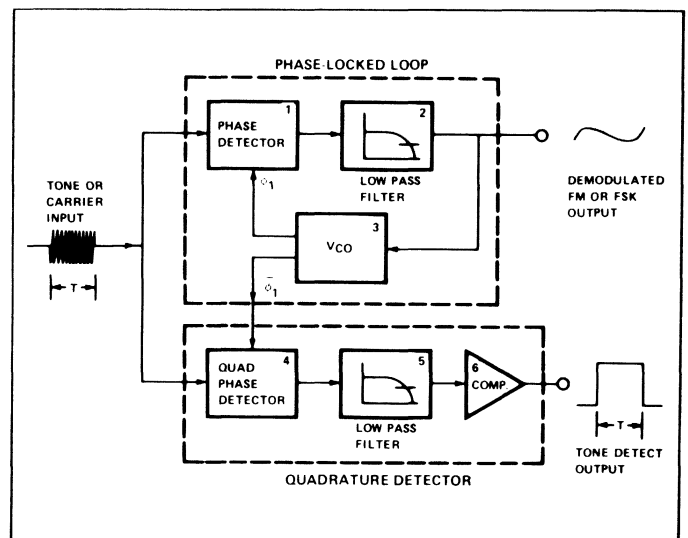 PHASE-LOCKED LOOP
1
PHASE
DETECTOR
2
LOW PASS
FILTER
TONE OR
CARRIER
INPUT
T
ϕ1
3
VCO
ϕ̅1
DEMODULATED
FM OR FSK
OUTPUT
4
QUAD
PHASE
DETECTOR
5
LOW PASS
FILTER
6
COMP.
T
TONE DETECT
OUTPUT
QUADRATURE DETECTOR